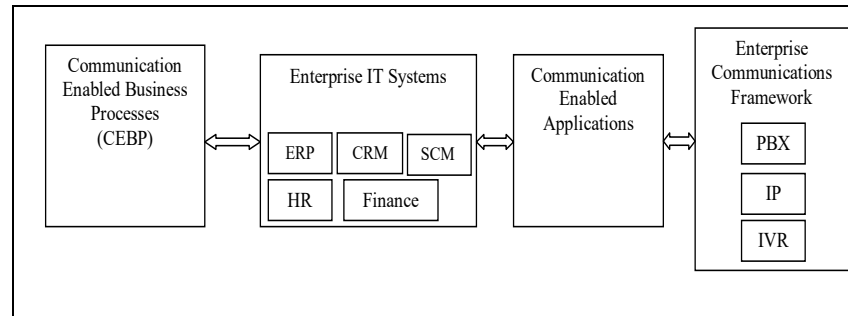 Communication
Enabled Business
Processes
(CEBP)
Enterprise IT Systems
ERP
CRM
SCM
HR
Finance
Communication
Enabled
Applications
Enterprise
Communications
Framework
PBX
IP
IVR